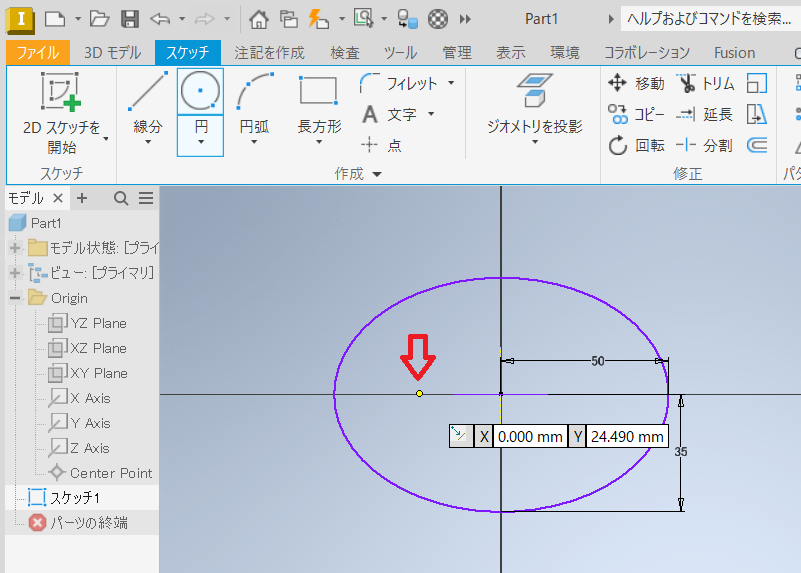 I
Part1
ヘルプおよびコマンドを検索...
ファイル
3D モデル
スケッチ
注記を作成
検査
ツール
管理
表示
環境
コラボレーション
Fusion
2D スケッチを
開始
線分
円
円弧
長方形
フィレット
A 文字
点
ジオメトリを投影
移動
トリム
コピー
延長
回転
分割
スケッチ
作成
修正
モデル
Part1
モデル状態: [プライ
ビュー: [プライマリ]
Origin
YZ Plane
XZ Plane
XY Plane
X Axis
Y Axis
Z Axis
Center Point
スケッチ1
パーツの終端
50
X 0.000 mm Y 24.490 mm
35